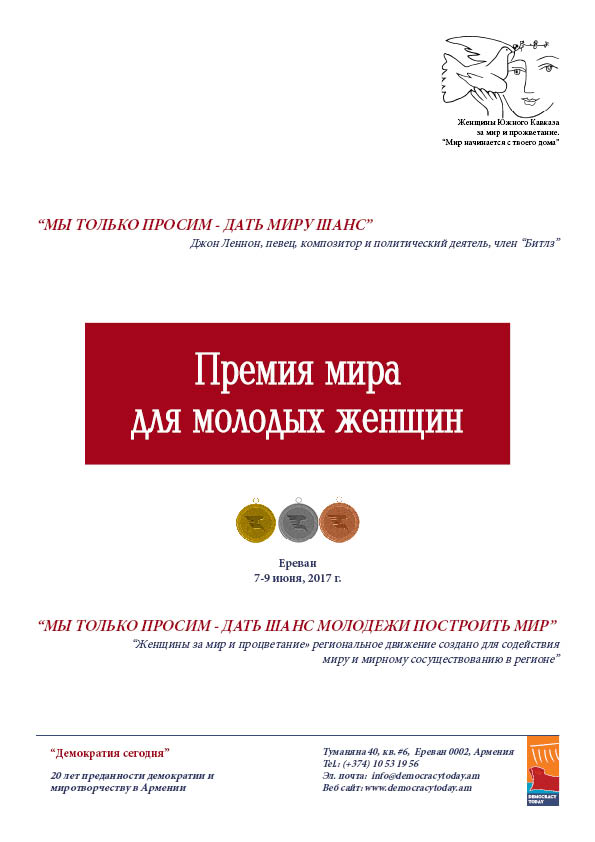 Женщины Южного Кавказа
за мир и прожветание.
“Мир начинается с твоего дома”
“МЫ ТОЛЬКО ПРОСИМ - ДАТЬ МИРУ ШАНС”
Джон Леннон, певец, композитор и политический деятель, член “Битлз”
Премия мира
для молодых женщин
Ереван
7-9 июня, 2017 г.
“МЫ ТОЛЬКО ПРОСИМ - ДАТЬ ШАНС МОЛОДЕЖИ ПОСТРОИТЬ МИР”
“Женщины за мир и процветание» региональное движение создано для содействия
миру и мирному сосуществованию в регионе”
“Демократия сегодня”
20 лет преданности демократии и
миротворчеству в Армении
Туманяна 40, кв. #6, Ереван 0002, Армения
Tel.: (+374) 10 53 19 56
Эл. почта: info@democracytoday.am
Веб сайт: www.democracytoday.am
DEMOCRACY
TODAY